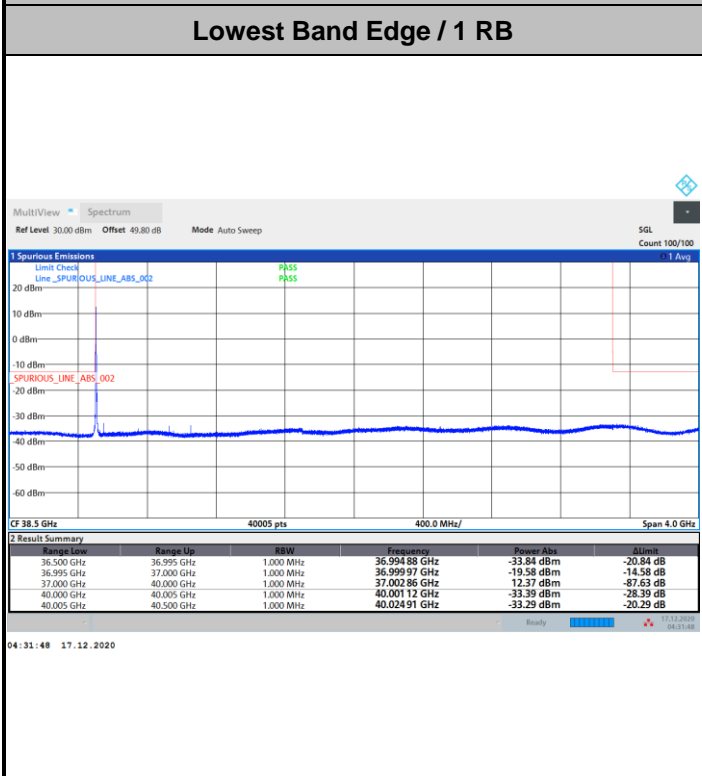 Lowest Band Edge / 1 RB
MultiView Spectrum
Ref Level 30.00 dBm Offset 49.80 dB Mode Auto Sweep SGL
Count 100/100
1 Spurious Emissions 1 Avg
Limit Check PASS
Line _SPURIOUS_LINE_ABS_002 PASS
20 dBm
10 dBm
0 dBm
-10 dBm
_SPURIOUS_LINE_ABS_002
-20 dBm
-30 dBm
-40 dBm
-50 dBm
-60 dBm
CF 38.5 GHz 40005 pts 400.0 MHz/ Span 4.0 GHz
2 Result Summary
Range Low Range Up RBW Frequency Power Abs ΔLimit
36.500 GHz 36.995 GHz 1.000 MHz 36.994 88 GHz -33.84 dBm -20.84 dB
36.995 GHz 37.000 GHz 1.000 MHz 36.999 97 GHz -19.58 dBm -14.58 dB
37.000 GHz 40.000 GHz 1.000 MHz 37.002 86 GHz 12.37 dBm -87.63 dB
40.000 GHz 40.005 GHz 1.000 MHz 40.001 12 GHz -33.39 dBm -28.39 dB
40.005 GHz 40.500 GHz 1.000 MHz 40.024 91 GHz -33.29 dBm -20.29 dB
Ready 17.12.2020
04:31:48
04:31:48 17.12.2020